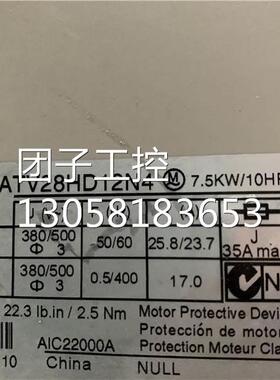 ATV28HD12N4 Ⓜ 7.5KW/10HP
团子工控
13058183653
380/500 50/60 25.8/23.7 J
Φ 3 35A max
380/500 0.5/400 17.0 N
Φ 3
22.3 lb.in / 2.5 Nm Motor Protective Devi
Protección de motor
10 AIC22000A Protection Moteur Cla
China NULL